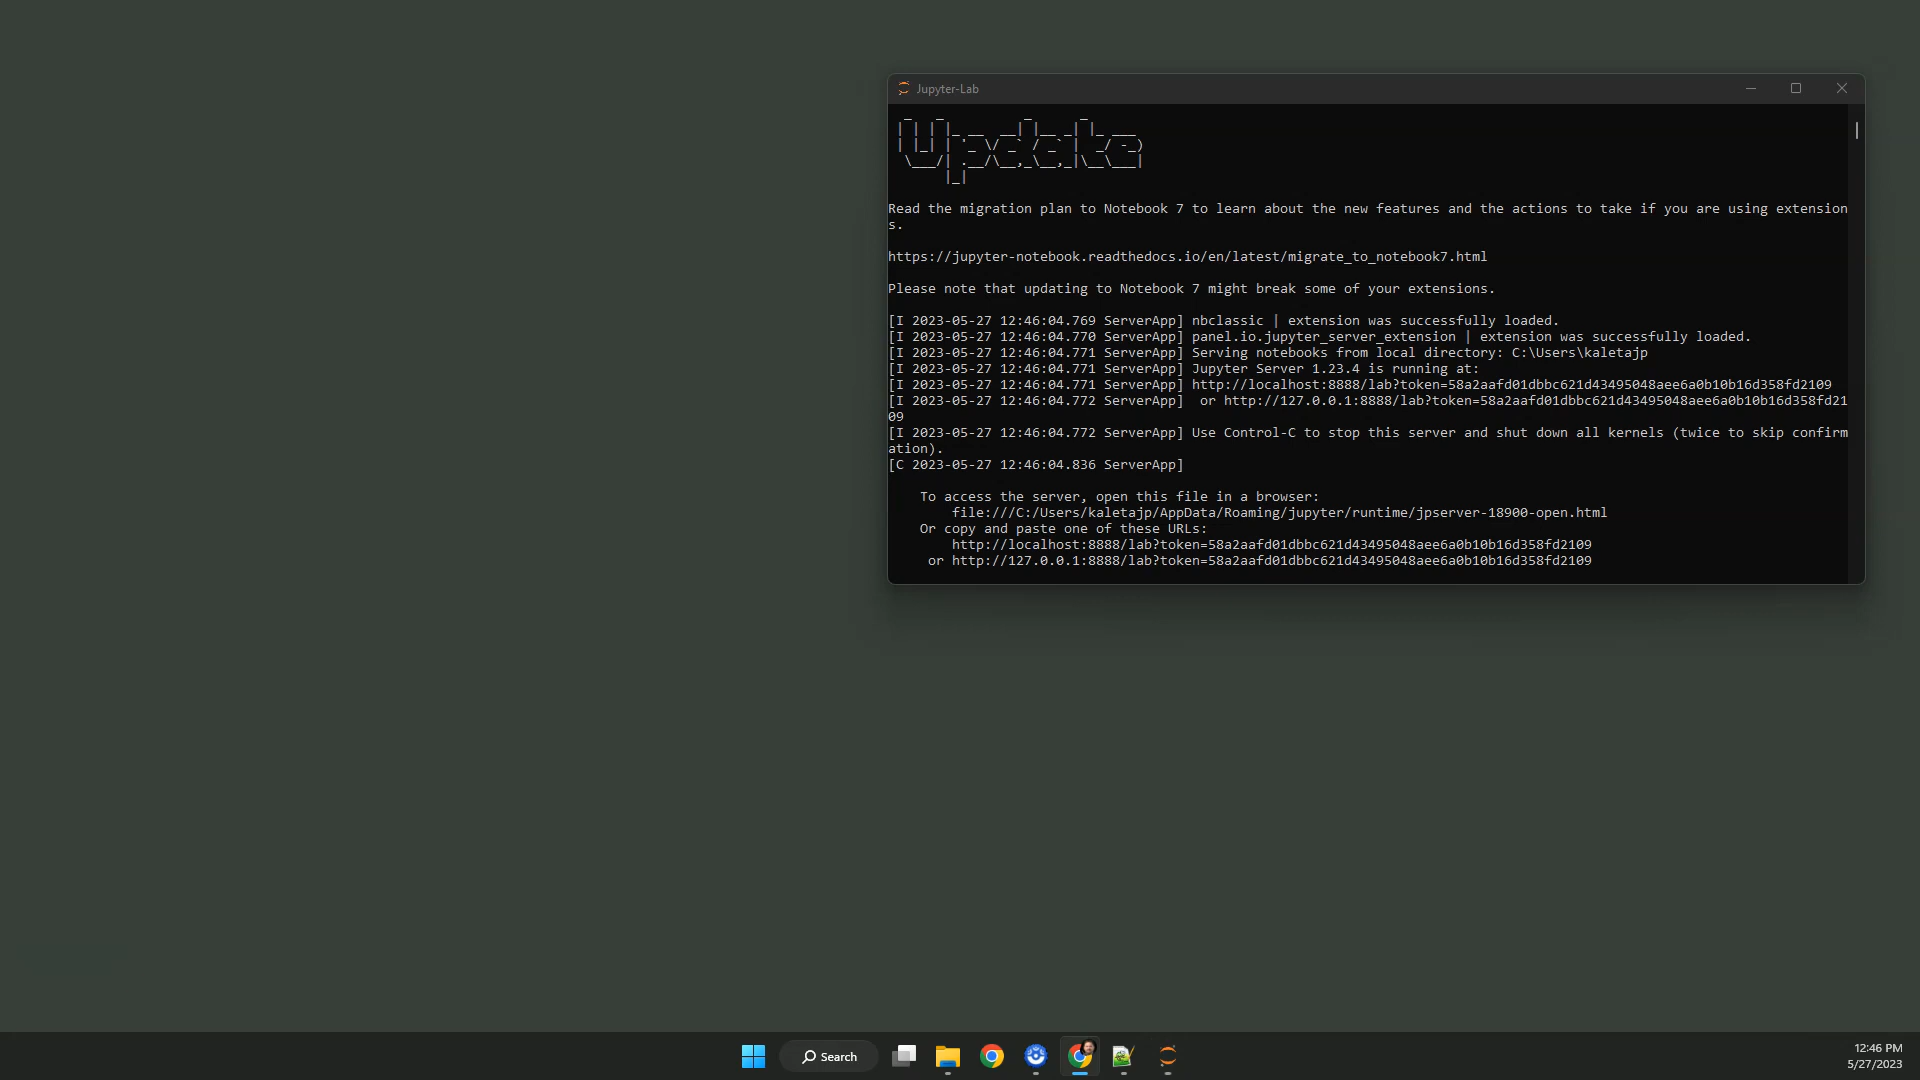 Jupyter-Lab
Update
Read the migration plan to Notebook 7 to learn about the new features and the actions to take if you are using extension
s.
https://jupyter-notebook.readthedocs.io/en/latest/migrate_to_notebook7.html
Please note that updating to Notebook 7 might break some of your extensions.
[I 2023-05-27 12:46:04.769 ServerApp] nbclassic | extension was successfully loaded.
[I 2023-05-27 12:46:04.770 ServerApp] panel.io.jupyter_server_extension | extension was successfully loaded.
[I 2023-05-27 12:46:04.771 ServerApp] Serving notebooks from local directory: C:\Users\kaletajp
[I 2023-05-27 12:46:04.771 ServerApp] Jupyter Server 1.23.4 is running at:
[I 2023-05-27 12:46:04.771 ServerApp] http://localhost:8888/lab?token=58a2aafd01dbbc621d43495048aee6a0b10b16d358fd2109
[I 2023-05-27 12:46:04.772 ServerApp]  or http://127.0.0.1:8888/lab?token=58a2aafd01dbbc621d43495048aee6a0b10b16d358fd21
09
[I 2023-05-27 12:46:04.772 ServerApp] Use Control-C to stop this server and shut down all kernels (twice to skip confirm
ation).
[C 2023-05-27 12:46:04.836 ServerApp]
To access the server, open this file in a browser:
file:///C:/Users/kaletajp/AppData/Roaming/jupyter/runtime/jpserver-18900-open.html
Or copy and paste one of these URLs:
http://localhost:8888/lab?token=58a2aafd01dbbc621d43495048aee6a0b10b16d358fd2109
or http://127.0.0.1:8888/lab?token=58a2aafd01dbbc621d43495048aee6a0b10b16d358fd2109
Search
12:46 PM
5/27/2023